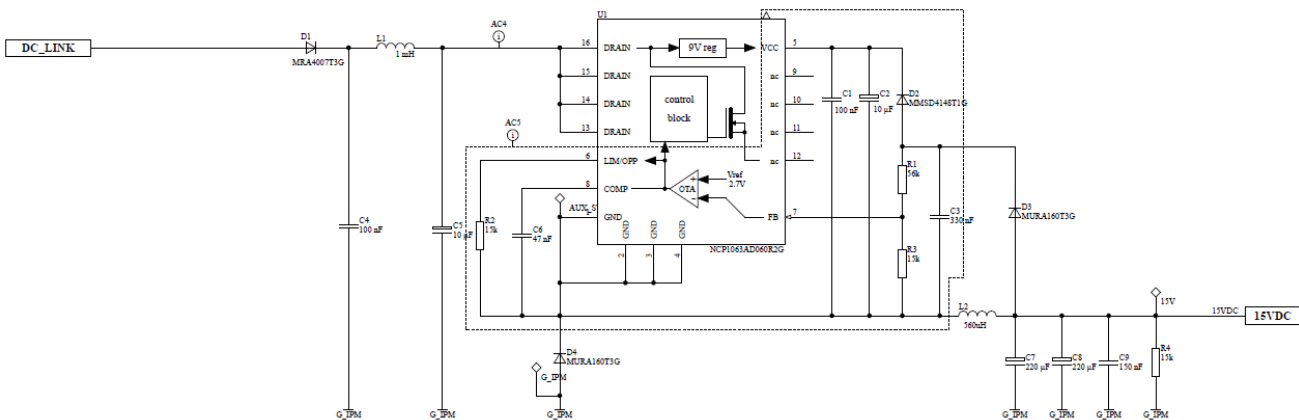 U1
AC4
DC_LINK
D1
MRA4007T3G
L1
1 mH
16
DRAIN
9V reg
VCC
5
15
DRAIN
nc
9
14
DRAIN
control
block
nc
10
13
DRAIN
nc
11
nc
12
C1
100 nF
C2
10 µF
D2
MMSD4148T1G
AC5
6
LIM/OPP
8
COMP
OTA
Vref
2.7V
R1
56k
AUX_S
GND
FB
7
C4
100 nF
C5
10 µF
R2
15k
C6
47 nF
GND
GND
GND
2
3
4
NCP1063AD060R2G
C3
330 nF
D3
MURA160T3G
R3
15k
L2
560uH
15V
15VDC
15VDC
D4
MURA160T3G
G_IPM
C7
220 µF
C8
220 µF
C9
150 nF
R4
15k
G_IPM
G_IPM
G_IPM
G_IPM
G_IPM
G_IPM
G_IPM